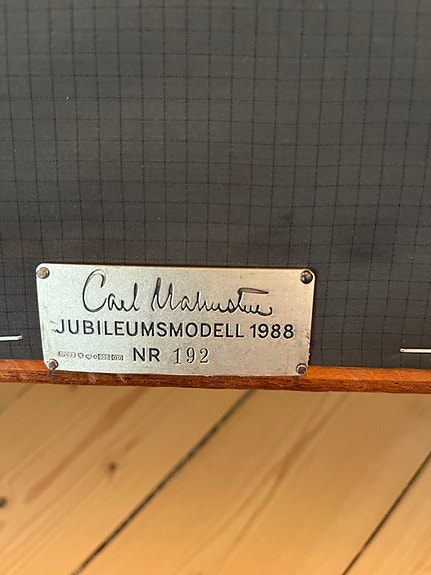 Carl Malmsten
JUBILEUMSMODELL 1988
NR 192